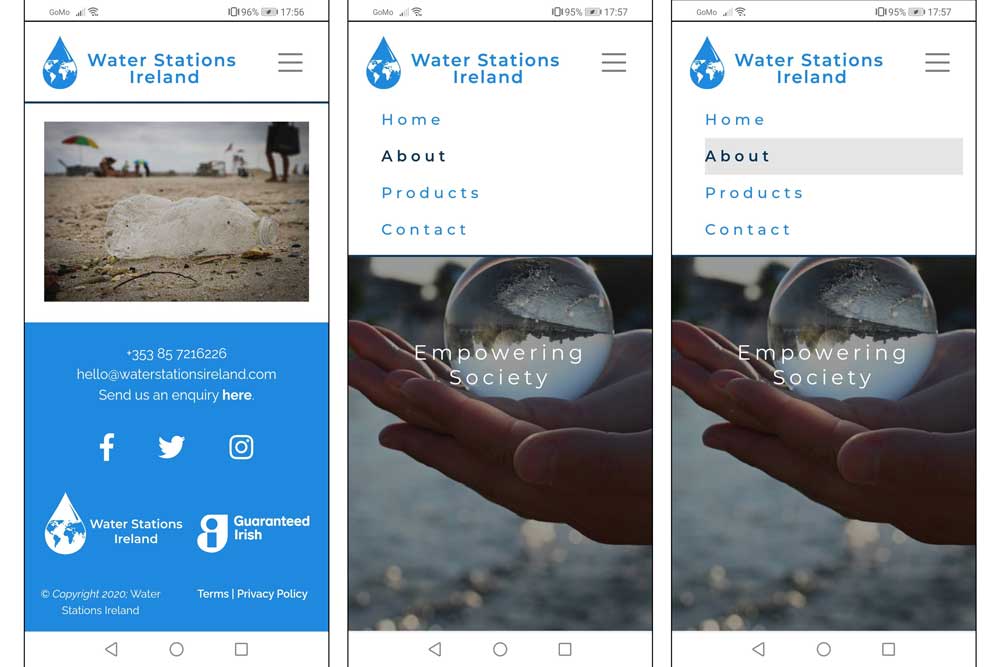 GoMo
96%
17:56
Water Stations
Ireland
+353 85 7216226
hello@waterstationsireland.com
Send us an enquiry here.
Water Stations
Ireland
Guaranteed
Irish
© Copyright 2020; Water
Stations Ireland
Terms | Privacy Policy
GoMo
95%
17:57
Water Stations
Ireland
Home
About
Products
Contact
Empowering
Society
GoMo
95%
17:57
Water Stations
Ireland
Home
About
Products
Contact
Empowering
Society